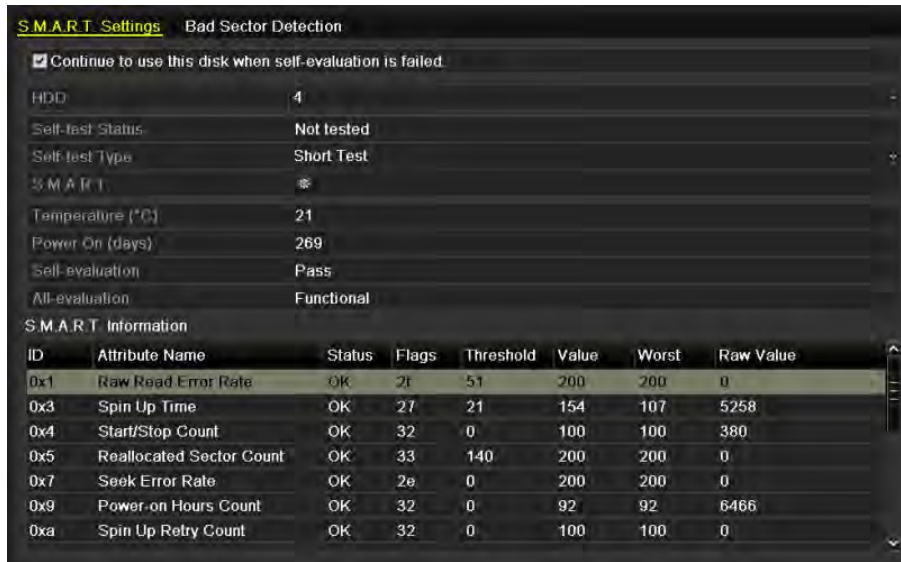 S.M.A.R.T. Settings Bad Sector Detection
Continue to use this disk when self-evaluation is failed.
HDD 4
Self-test Status Not tested
Self-test Type Short Test
S.M.A.R.T.
Temperature (°C) 21
Power On (days) 269
Self-evaluation Pass
All-evaluation Functional
S.M.A.R.T. Information
ID Attribute Name Status Flags Threshold Value Worst Raw Value
0x1 Raw Read Error Rate OK 2f 51 200 200 0
0x3 Spin Up Time OK 27 21 154 107 5258
0x4 Start/Stop Count OK 32 0 100 100 380
0x5 Reallocated Sector Count OK 33 140 200 200 0
0x7 Seek Error Rate OK 2e 0 200 200 0
0x9 Power-on Hours Count OK 32 0 92 92 6466
0xa Spin Up Retry Count OK 32 0 100 100 0